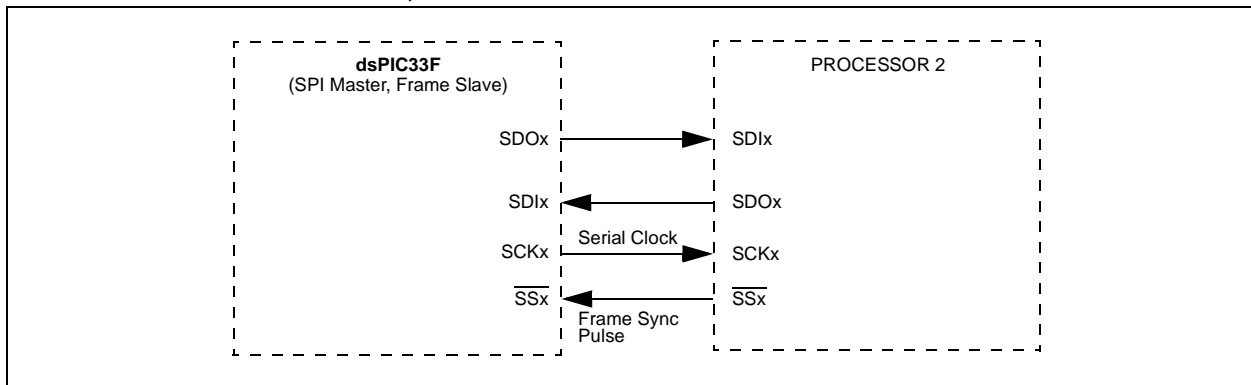 dsPIC33F
(SPI Master, Frame Slave)
PROCESSOR 2
SDOx
SDIx
SDIx
SDOx
Serial Clock
SCKx
SCKx
SSx
SSx
Frame Sync
Pulse